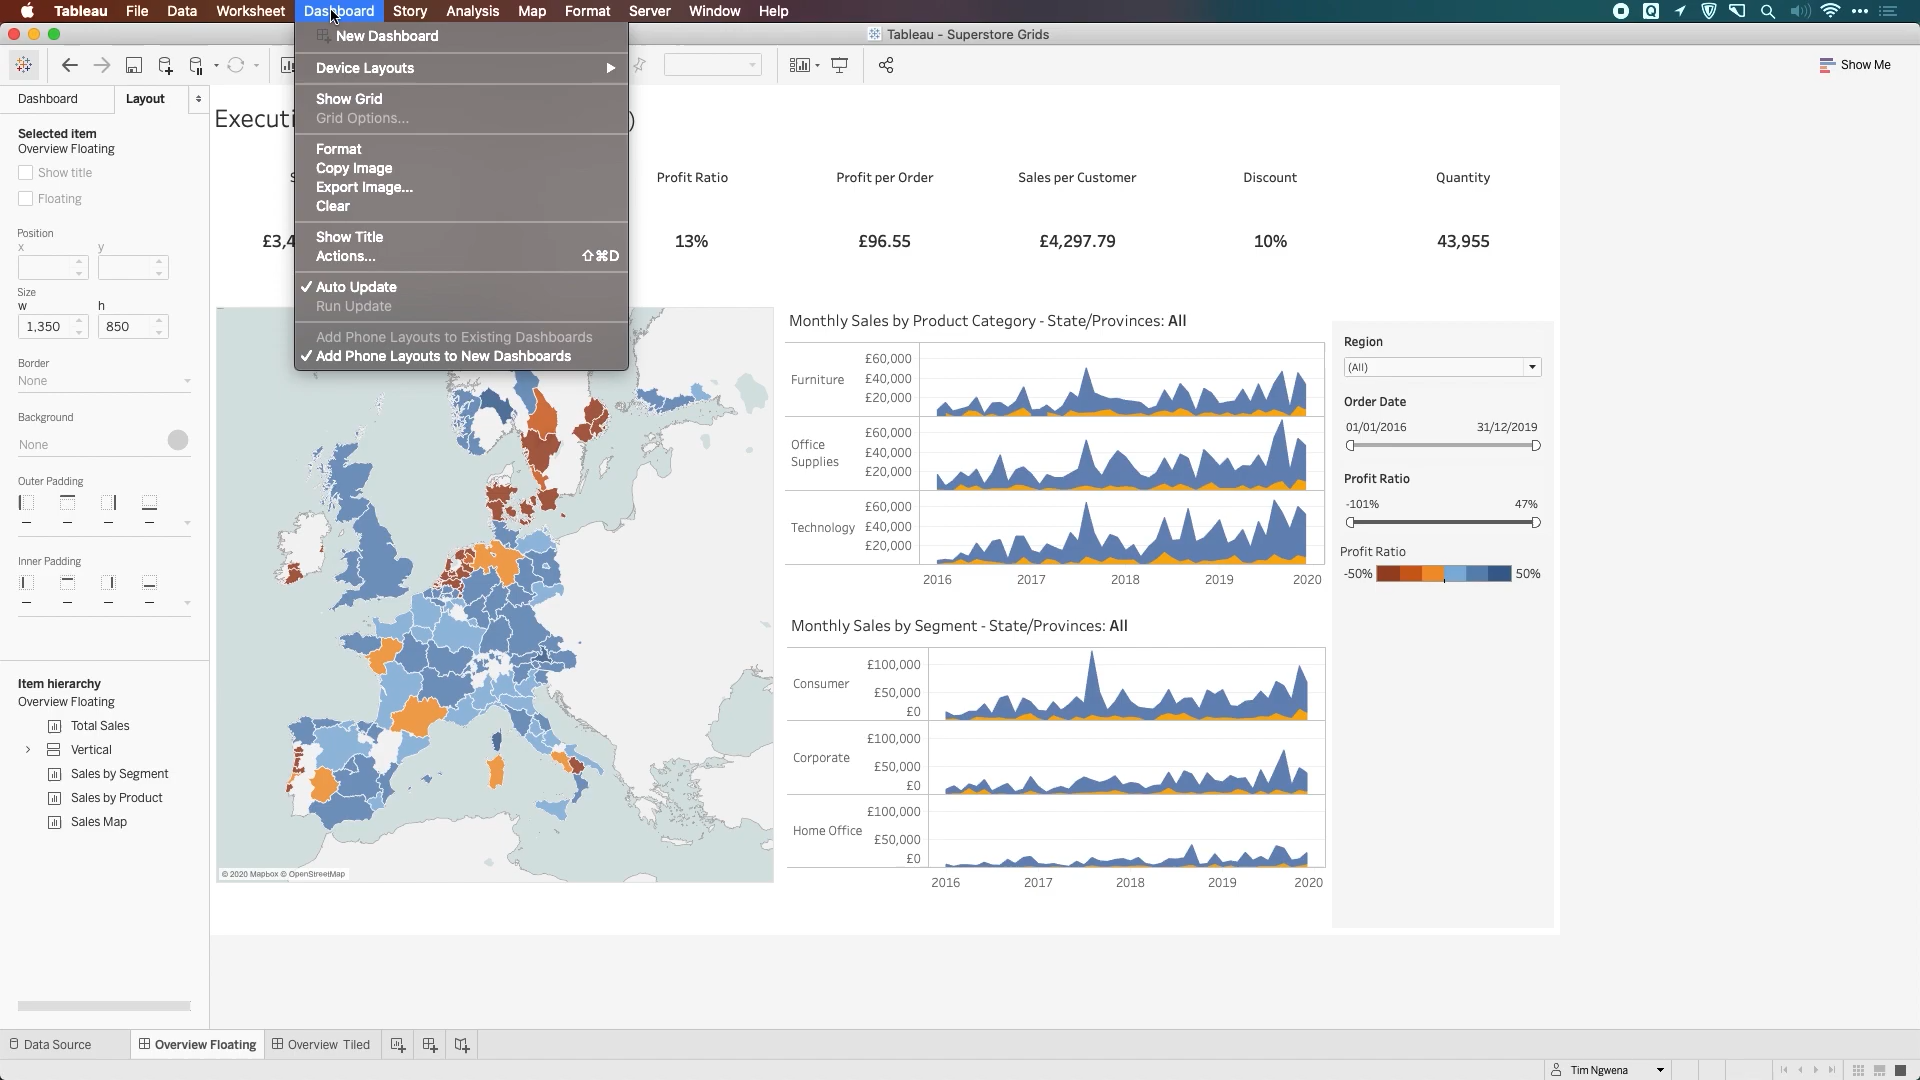 Tableau File Data Worksheet Dashboard Story Analysis Map Format Server Window Help
Tableau - Superstore Grids
Show Me
Dashboard Layout
Selected item
Overview Floating
Show title
Floating
Position
x y
Size
w h
1,350 850
Border
None
Background
None
Outer Padding
Inner Padding
Item hierarchy
Overview Floating
Total Sales
Vertical
Sales by Segment
Sales by Product
Sales Map
New Dashboard
Device Layouts
Show Grid
Grid Options...
Format
Copy Image
Export Image...
Clear
Show Title
Actions... ⇧⌘D
✓ Auto Update
Run Update
Add Phone Layouts to Existing Dashboards
✓ Add Phone Layouts to New Dashboards
Executi )
S Profit Ratio Profit per Order Sales per Customer Discount Quantity
£3,4 13% £96.55 £4,297.79 10% 43,955
© 2020 Mapbox © OpenStreetMap
Monthly Sales by Product Category - State/Provinces: All
Furniture
£60,000
£40,000
£20,000
Office
Supplies
£60,000
£40,000
£20,000
Technology
£60,000
£40,000
£20,000
2016 2017 2018 2019 2020
Monthly Sales by Segment - State/Provinces: All
Consumer
£100,000
£50,000
£0
Corporate
£100,000
£50,000
£0
Home Office
£100,000
£50,000
£0
2016 2017 2018 2019 2020
Region
(All)
Order Date
01/01/2016 31/12/2019
Profit Ratio
-101% 47%
Profit Ratio
-50% 50%
Data Source Overview Floating Overview Tiled
Tim Ngwena